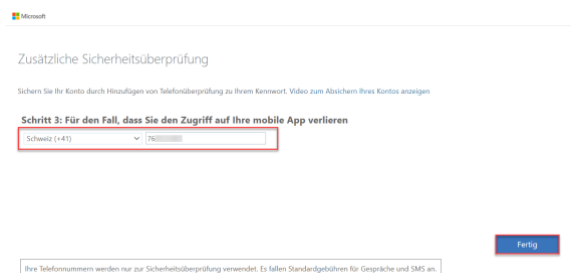 Microsoft
Zusätzliche Sicherheitsüberprüfung
Sichern Sie Ihr Konto durch Hinzufügen von Telefonüberprüfung zu Ihrem Kennwort. Video zum Absichern Ihres Kontos anzeigen
Schritt 3: Für den Fall, dass Sie den Zugriff auf Ihre mobile App verlieren
Schweiz (+41) 76
Fertig
Ihre Telefonnummern werden nur zur Sicherheitsüberprüfung verwendet. Es fallen Standardgebühren für Gespräche und SMS an.